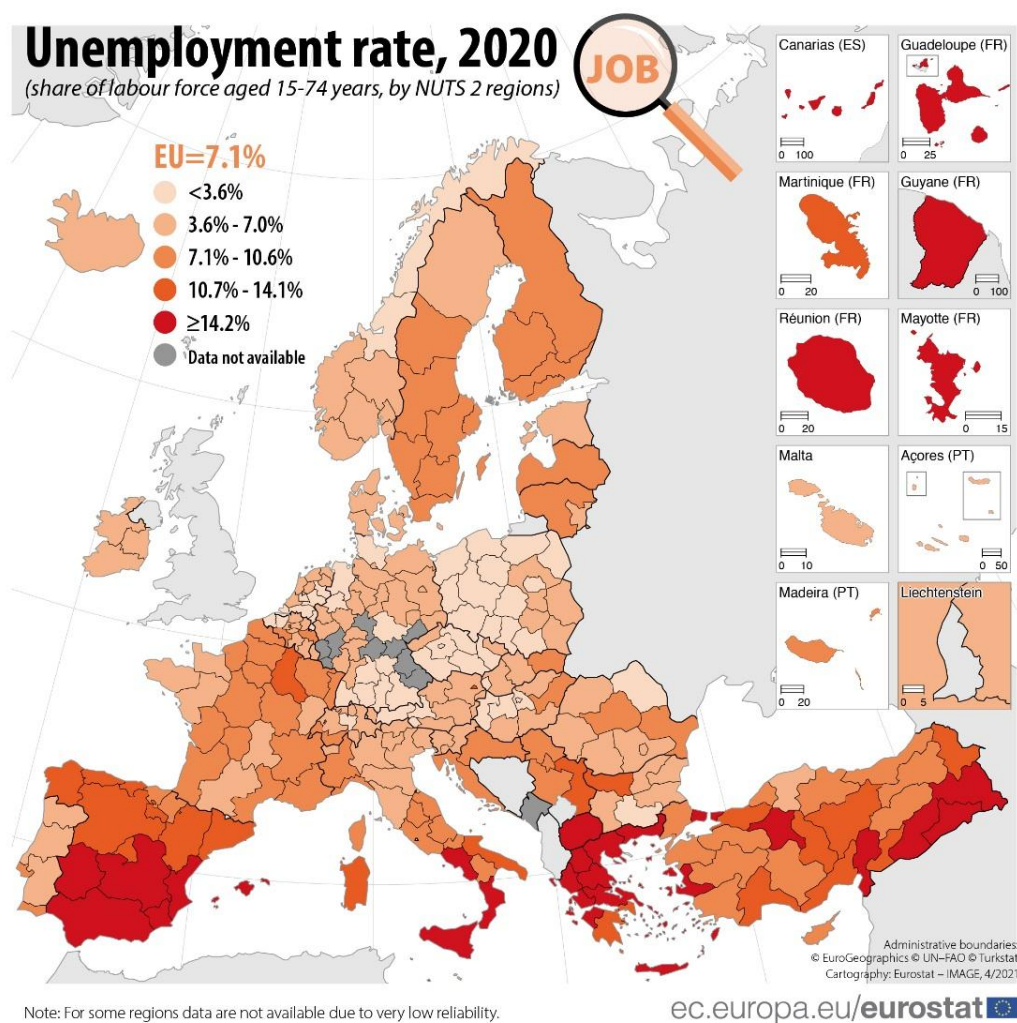 Unemployment rate, 2020
(share of labour force aged 15-74 years, by NUTS 2 regions)
JOB
EU=7.1%
<3.6%
3.6% - 7.0%
7.1% - 10.6%
10.7% - 14.1%
≥14.2%
Data not available
Canarias (ES)
0 100
Guadeloupe (FR)
0 25
Martinique (FR)
0 20
Guyane (FR)
0 100
Réunion (FR)
0 20
Mayotte (FR)
0 15
Malta
0 10
Açores (PT)
0 50
Madeira (PT)
0 20
Liechtenstein
0 5
Administrative boundaries:
© EuroGeographics © UN–FAO © Turkstat
Cartography: Eurostat – IMAGE, 4/2021
Note: For some regions data are not available due to very low reliability.
ec.europa.eu/eurostat